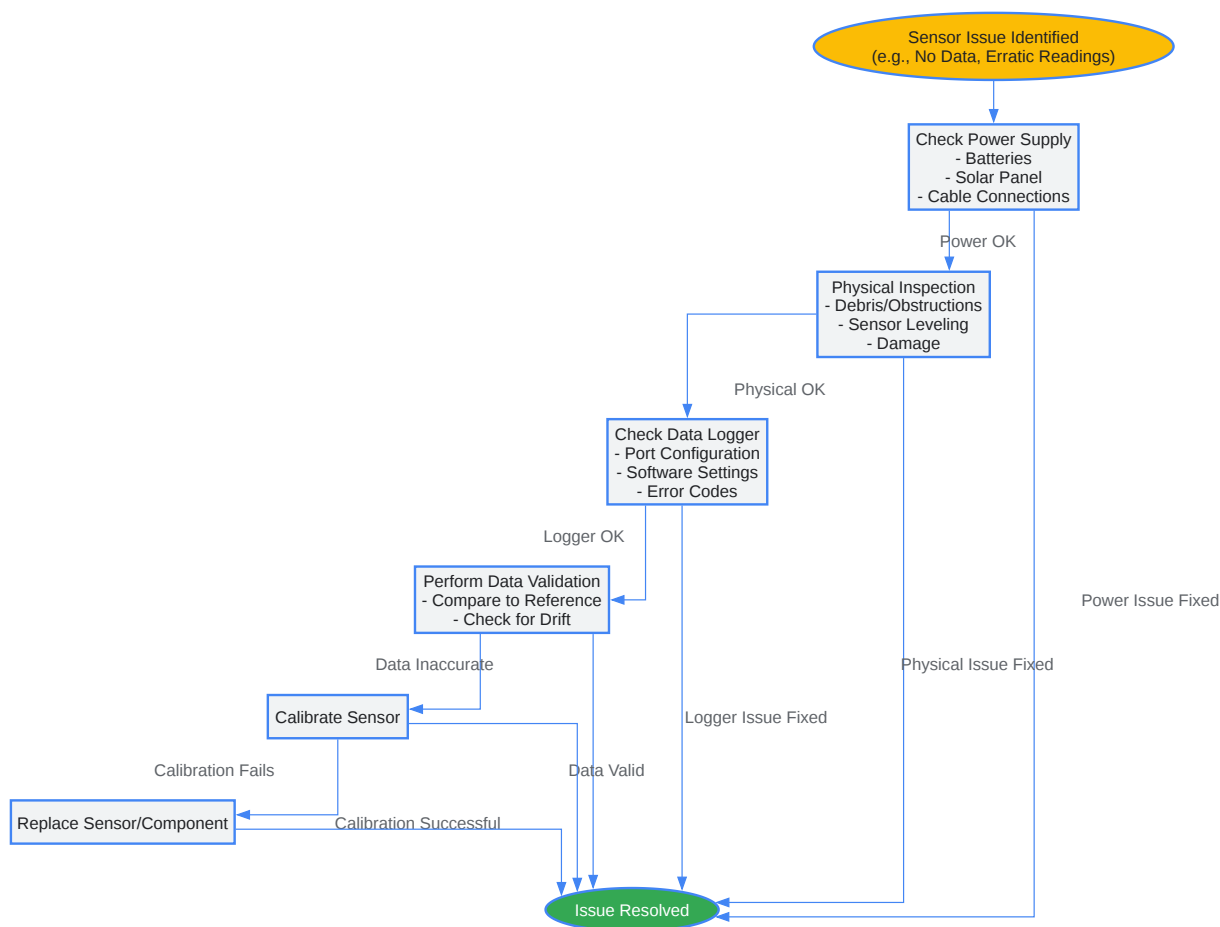 Sensor Issue Identified
(e.g., No Data, Erratic Readings)
Check Power Supply
- Batteries
- Solar Panel
- Cable Connections
Power OK
Physical Inspection
- Debris/Obstructions
- Sensor Leveling
- Damage
Physical OK
Check Data Logger
- Port Configuration
- Software Settings
- Error Codes
Logger OK
Perform Data Validation
- Compare to Reference
- Check for Drift
Power Issue Fixed
Data Inaccurate
Physical Issue Fixed
Calibrate Sensor
Logger Issue Fixed
Calibration Fails
Data Valid
Replace Sensor/Component
Calibration Successful
Issue Resolved